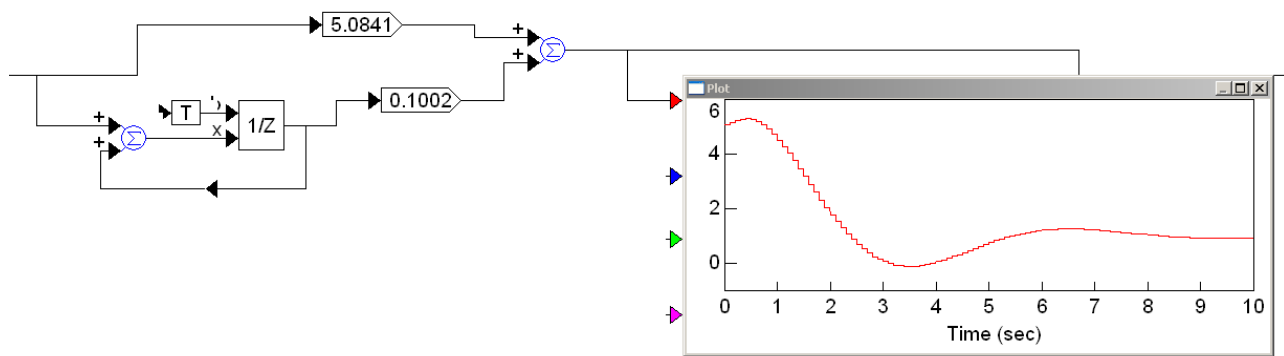 5.0841
+
+
Σ
0.1002
T
b
x
1/Z
+
+
Σ
Plot
6
4
2
0
0 1 2 3 4 5 6 7 8 9 10
Time (sec)